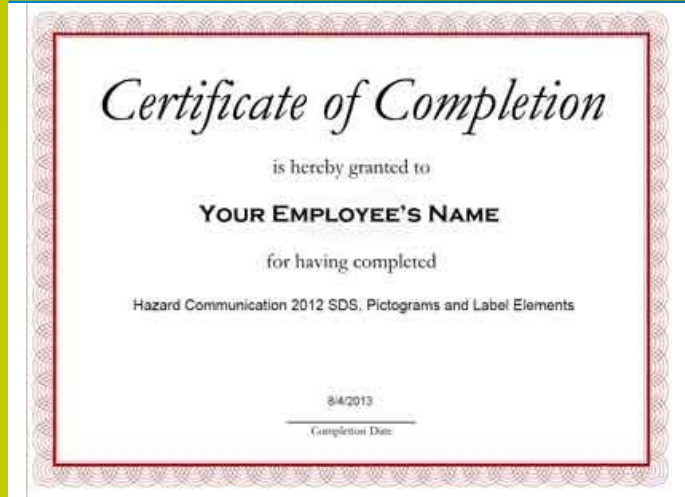 Certificate of Completion
is hereby granted to
YOUR EMPLOYEE'S NAME
for having completed
Hazard Communication 2012 SDS, Pictograms and Label Elements
8/4/2013
Completion Date